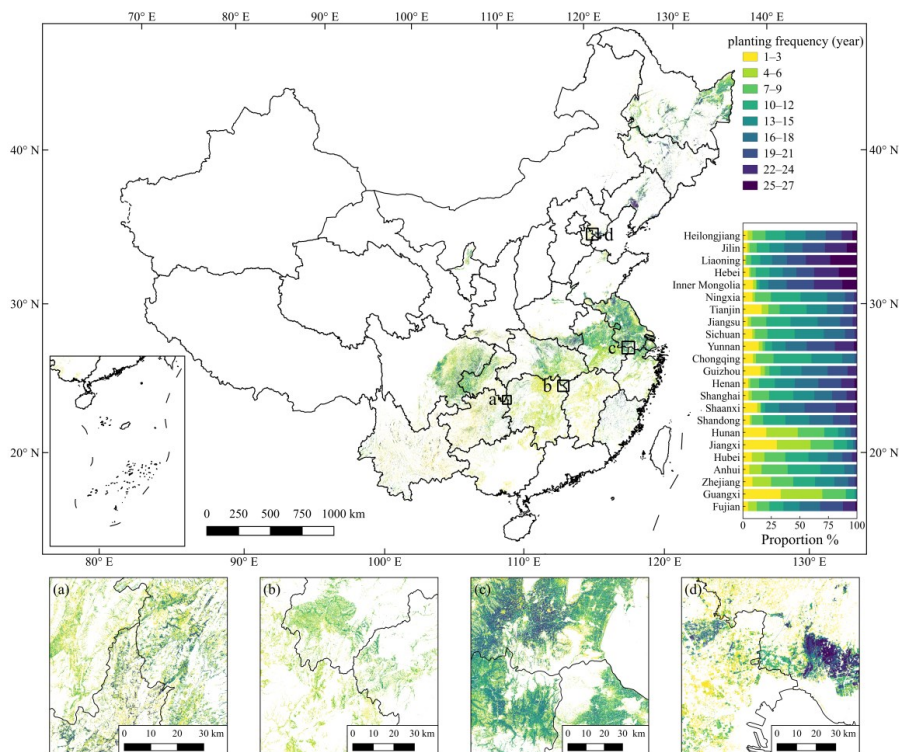 70° E 80° E 90° E 100° E 110° E 120° E 130° E 140° E
planting frequency (year)
1–3
4–6
7–9
10–12
13–15
16–18
19–21
22–24
25–27
40° N 40° N
30° N 30° N
20° N 20° N
d
c
b
a
Heilongjiang
Jilin
Liaoning
Hebei
Inner Mongolia
Ningxia
Tianjin
Jiangsu
Sichuan
Yunnan
Chongqing
Guizhou
Henan
Shanghai
Shaanxi
Shandong
Hunan
Jiangxi
Hubei
Anhui
Zhejiang
Guangxi
Fujian
0 25 50 75 100
Proportion %
0 250 500 750 1000 km
80° E 90° E 100° E 110° E 120° E 130° E
(a)
0 10 20 30 km
(b)
0 10 20 30 km
(c)
0 10 20 30 km
(d)
0 10 20 30 km